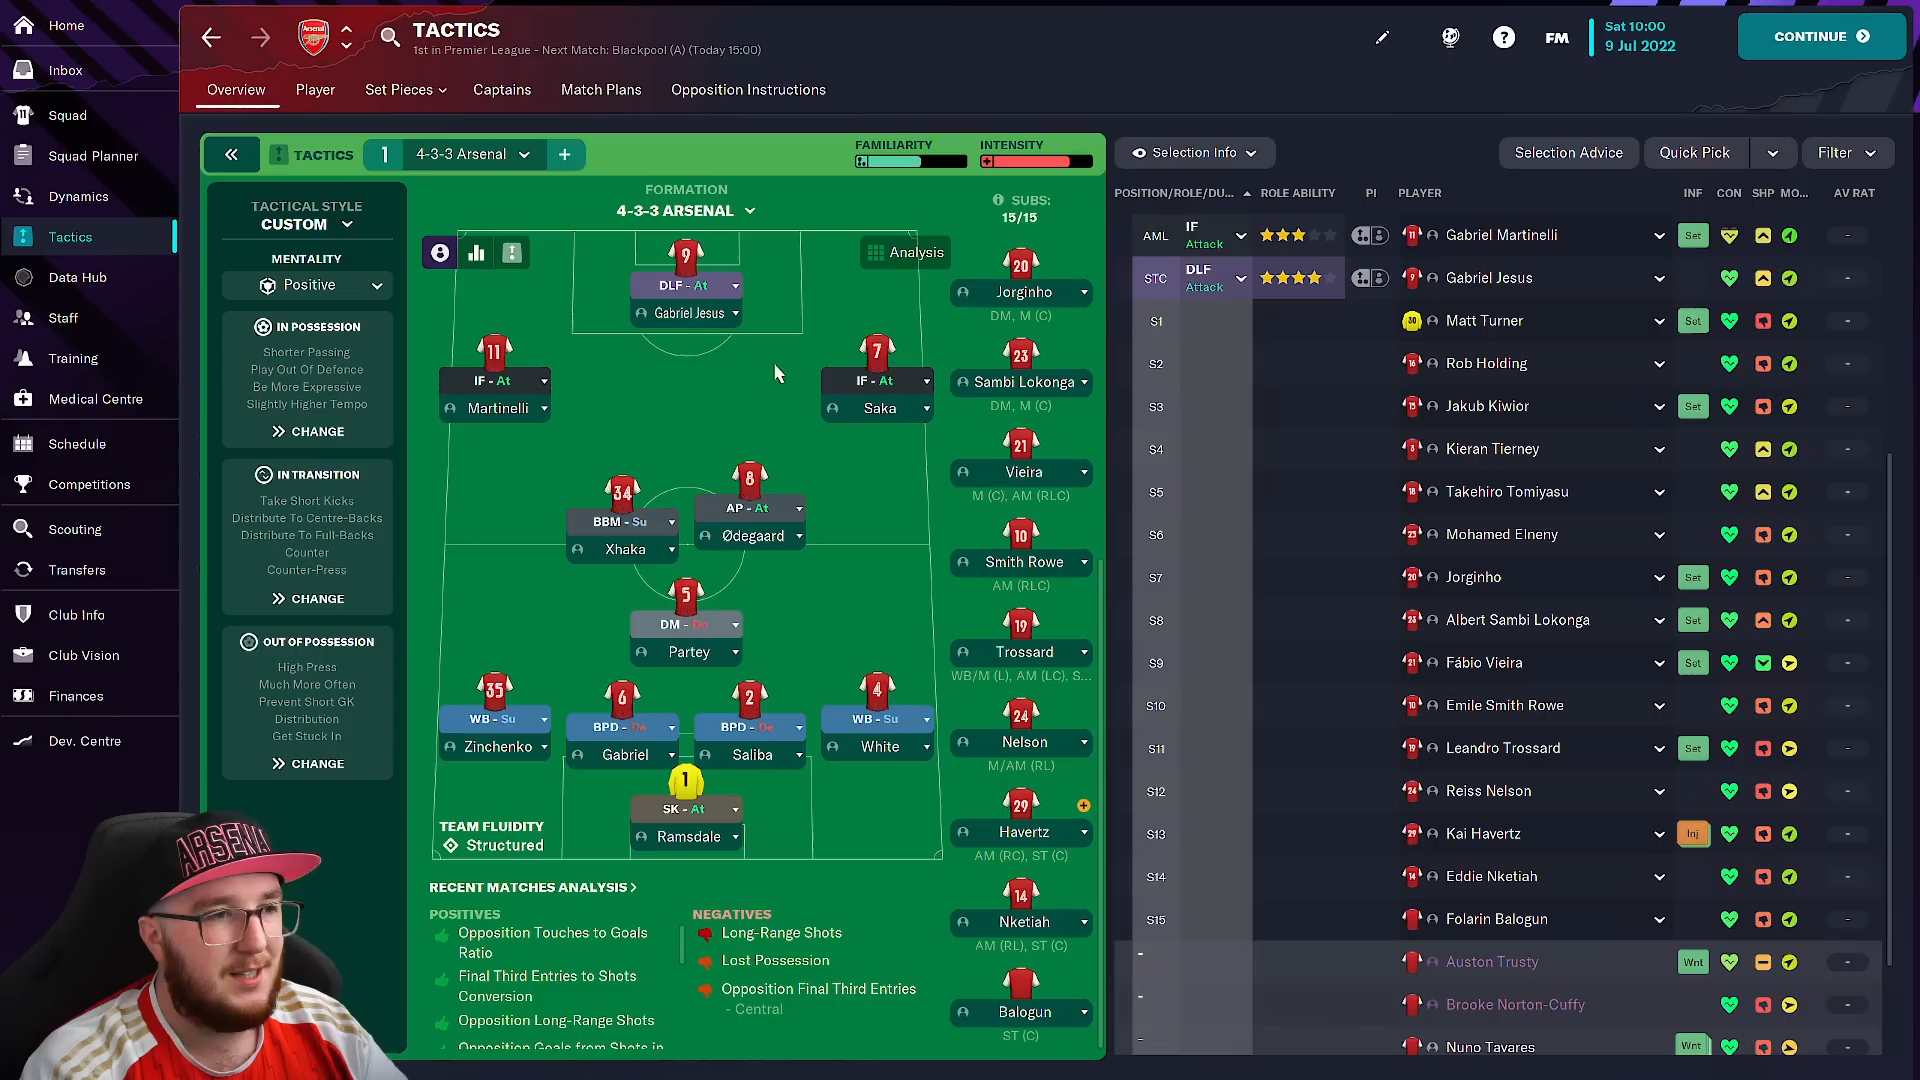 Home
Inbox
Squad
Squad Planner
Dynamics
Tactics
Data Hub
Staff
Training
Medical Centre
Schedule
Competitions
Scouting
Transfers
Club Info
Club Vision
Finances
Dev. Centre
TACTICS
1st in Premier League - Next Match: Blackpool (A) (Today 15:00)
FM
Sat 10:00
9 Jul 2022
CONTINUE
Overview
Player
Set Pieces
Captains
Match Plans
Opposition Instructions
TACTICS
1
4-3-3 Arsenal
FAMILIARITY
INTENSITY
TACTICAL STYLE
CUSTOM
MENTALITY
Positive
IN POSSESSION
Shorter Passing
Play Out Of Defence
Be More Expressive
Slightly Higher Tempo
CHANGE
IN TRANSITION
Take Short Kicks
Distribute To Centre-Backs
Distribute To Full-Backs
Counter
Counter-Press
CHANGE
OUT OF POSSESSION
High Press
Much More Often
Prevent Short GK
Distribution
Get Stuck In
CHANGE
FORMATION
4-3-3 ARSENAL
Analysis
9
DLF - At
Gabriel Jesus
11
IF - At
Martinelli
7
IF - At
Saka
34
BBM - Su
Xhaka
8
AP - At
Ødegaard
5
DM - De
Partey
35
WB - Su
Zinchenko
6
BPD - De
Gabriel
2
BPD - De
Saliba
4
WB - Su
White
1
SK - At
Ramsdale
TEAM FLUIDITY
Structured
SUBS:
15/15
20
Jorginho
DM, M (C)
23
Sambi Lokonga
DM, M (C)
21
Vieira
M (C), AM (RLC)
10
Smith Rowe
AM (RLC)
19
Trossard
WB/M (L), AM (LC), S...
24
Nelson
M/AM (RL)
29
Havertz
AM (RC), ST (C)
14
Nketiah
AM (RL), ST (C)
Balogun
ST (C)
RECENT MATCHES ANALYSIS
POSITIVES
Opposition Touches to Goals
Ratio
Final Third Entries to Shots
Conversion
Opposition Long-Range Shots
Opposition Goals from Shots in
NEGATIVES
Long-Range Shots
Lost Possession
Opposition Final Third Entries
- Central
Selection Info
Selection Advice
Quick Pick
Filter
POSITION/ROLE/DU...
ROLE ABILITY
PI
PLAYER
INF
CON
SHP
MO...
AV RAT
AML
IF
Attack
Gabriel Martinelli
Set
-
STC
DLF
Attack
Gabriel Jesus
-
S1
Matt Turner
Set
-
S2
Rob Holding
-
S3
Jakub Kiwior
Set
-
S4
Kieran Tierney
-
S5
Takehiro Tomiyasu
-
S6
Mohamed Elneny
-
S7
Jorginho
Set
-
S8
Albert Sambi Lokonga
Set
-
S9
Fábio Vieira
Set
-
S10
Emile Smith Rowe
-
S11
Leandro Trossard
Set
-
S12
Reiss Nelson
-
S13
Kai Havertz
Inj
-
S14
Eddie Nketiah
-
S15
Folarin Balogun
-
-
Auston Trusty
Wnt
-
-
Brooke Norton-Cuffy
-
-
Nuno Tavares
Wnt
-
ARSENAL